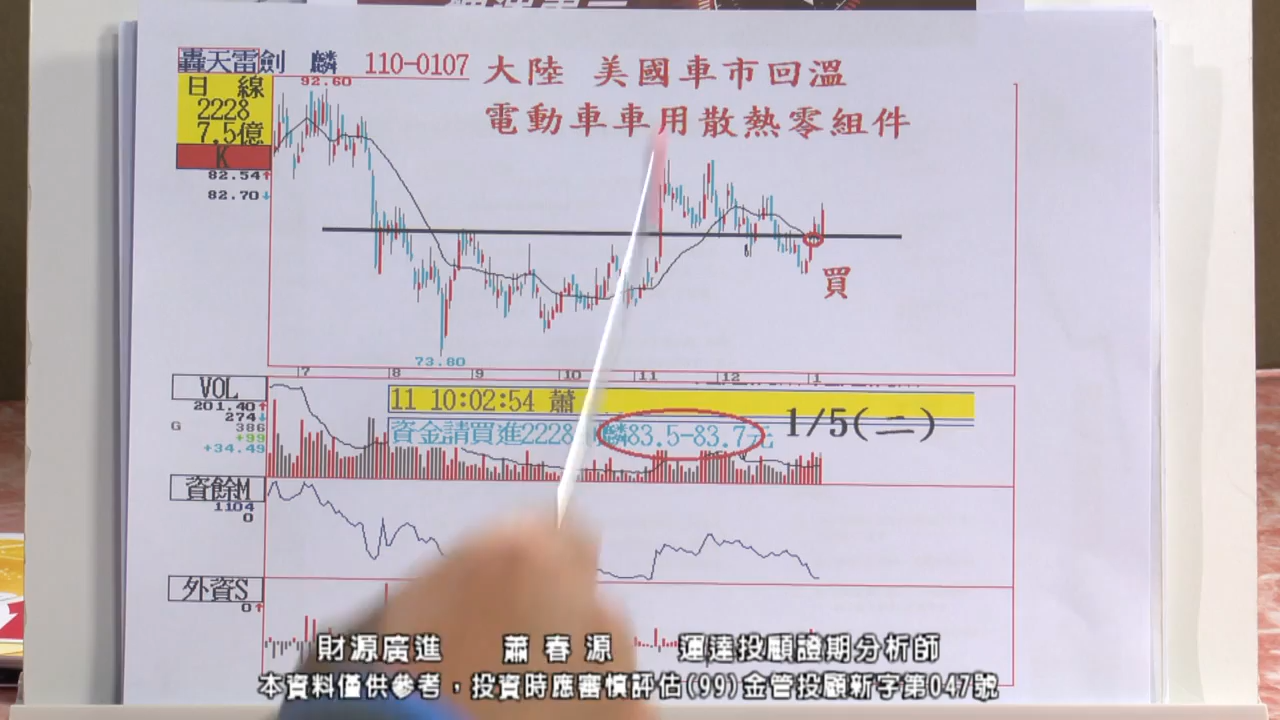 轟天雷劍 麟 110-0107
大陸 美國車市回溫
電動車車用散熱零組件
日線
2228
7.5億
K
92.60
82.54↑
82.70↓
買
73.80
7 8 9 10 11 12 1
VOL
201.40↑
274↓
G 386
+99
+34.49
11 10:02:54 蕭
資金請買進2228 麟83.5-83.7元
1/5(二)
資餘M
1104
0
外資S
0↑
財源廣進 蕭春源 運達投顧證期分析師
本資料僅供參考，投資時應審慎評估(99)金管投顧新字第047號